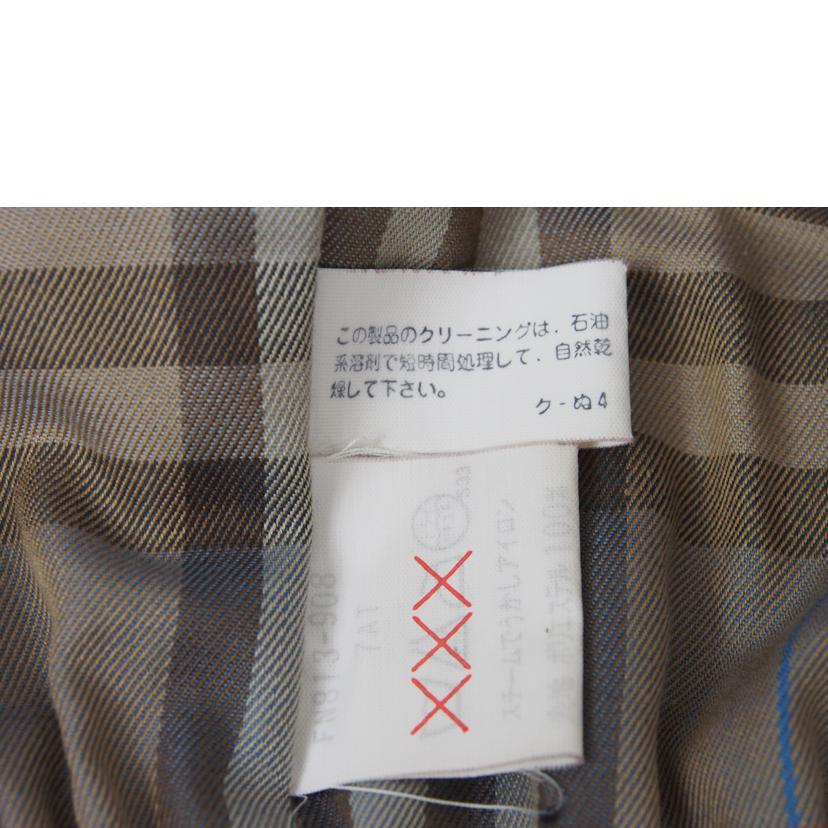 この製品のクリーニングは、石油
系溶剤で短時間処理して、自然乾
燥して下さい。
ク-ぬ4
FN813-908
7AT
スチームでうかしアイロン
ポリエステル100%